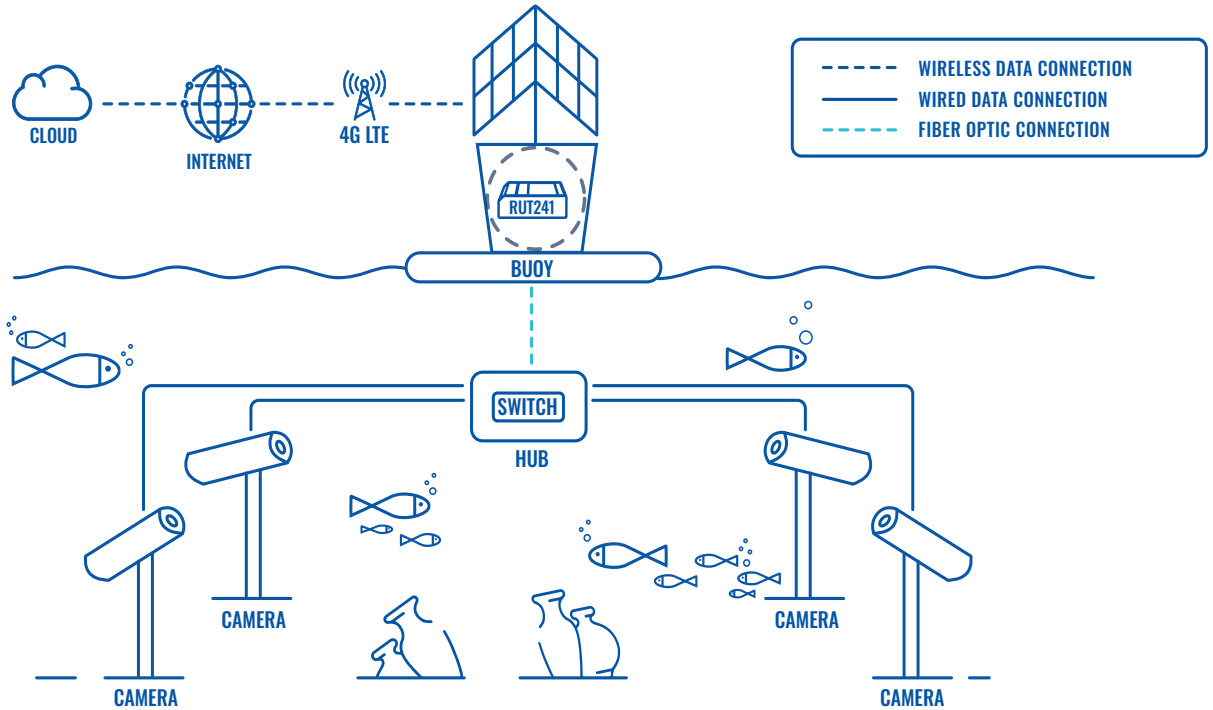 WIRELESS DATA CONNECTION
WIRED DATA CONNECTION
FIBER OPTIC CONNECTION
CLOUD
INTERNET
4G LTE
RUT241
BUOY
SWITCH
HUB
CAMERA
CAMERA
CAMERA
CAMERA